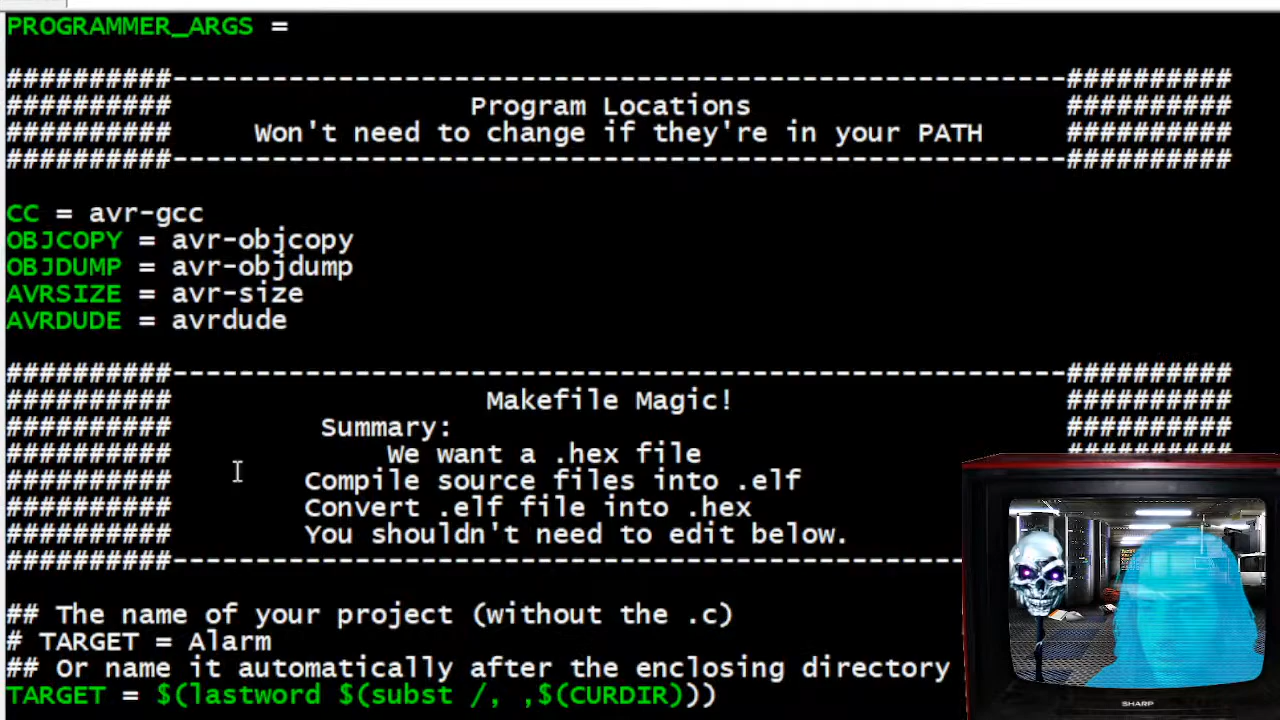 PROGRAMMER_ARGS =
##########------------------------------------------------------##########
########## Program Locations ##########
########## Won't need to change if they're in your PATH ##########
##########------------------------------------------------------##########
CC = avr-gcc
OBJCOPY = avr-objcopy
OBJDUMP = avr-objdump
AVRSIZE = avr-size
AVRDUDE = avrdude
##########------------------------------------------------------##########
########## Makefile Magic! ##########
########## Summary: ##########
########## We want a .hex file ##########
########## Compile source files into .elf
########## Convert .elf file into .hex
########## You shouldn't need to edit below.
##########------------------------------------------------
## The name of your project (without the .c)
# TARGET = Alarm
## Or name it automatically after the enclosing directory
TARGET = $(lastword $(subst /, ,$(CURDIR)))
SHARP